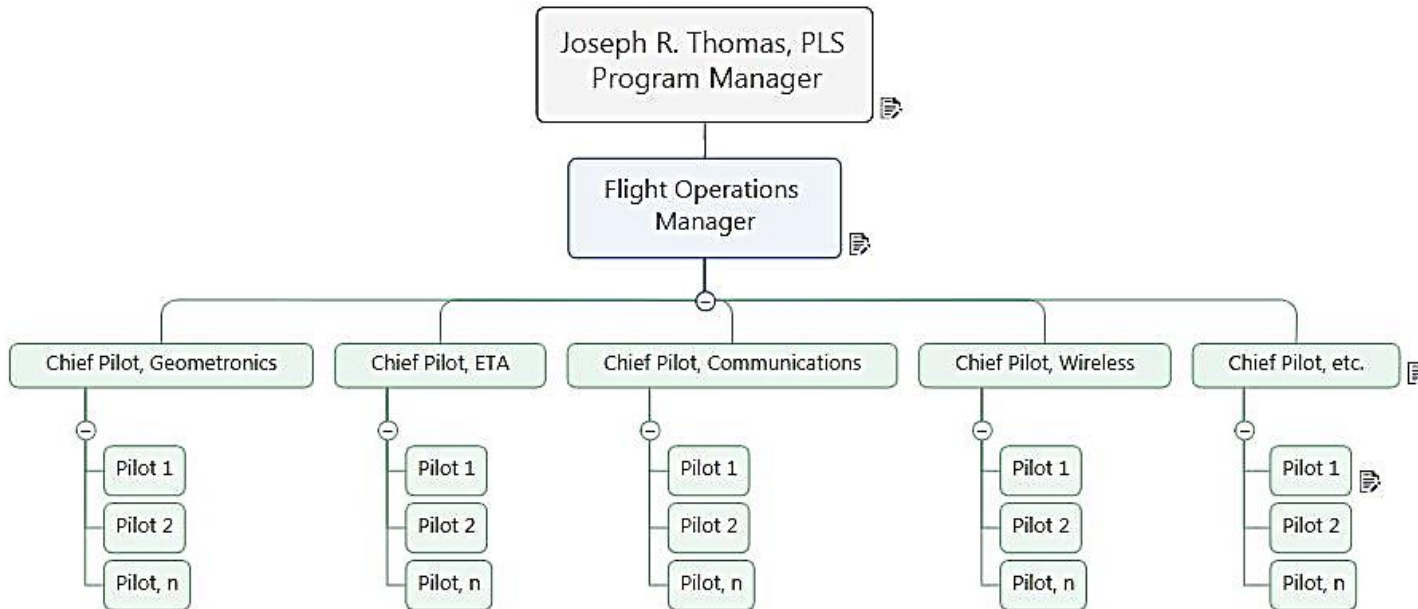 Joseph R. Thomas, PLS
Program Manager
Flight Operations
Manager
Chief Pilot, Geometronics
Chief Pilot, ETA
Chief Pilot, Communications
Chief Pilot, Wireless
Chief Pilot, etc.
Pilot 1
Pilot 1
Pilot 1
Pilot 1
Pilot 1
Pilot 2
Pilot 2
Pilot 2
Pilot 2
Pilot 2
Pilot, n
Pilot, n
Pilot, n
Pilot, n
Pilot, n